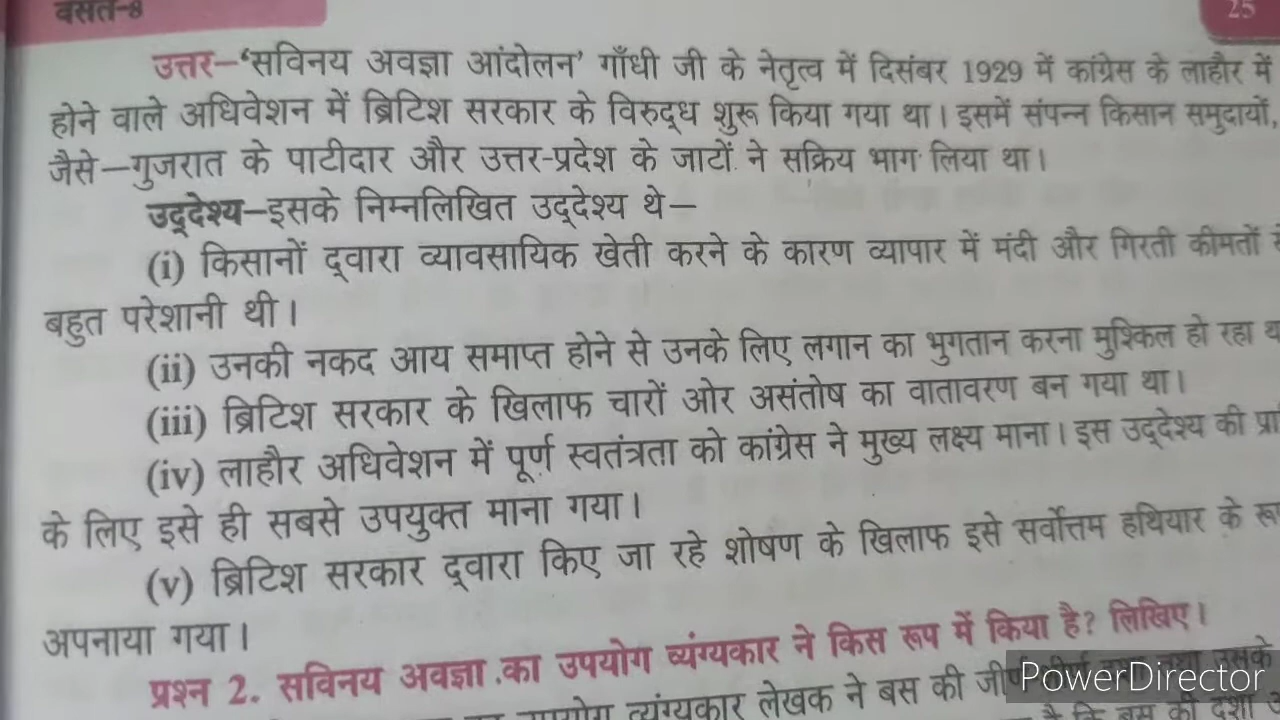 वसंत-8
25
उत्तर–‘सविनय अवज्ञा आंदोलन’ गाँधी जी के नेतृत्व में दिसंबर 1929 में कांग्रेस के लाहौर में
होने वाले अधिवेशन में ब्रिटिश सरकार के विरुद्ध शुरू किया गया था। इसमें संपन्न किसान समुदायों,
जैसे–गुजरात के पाटीदार और उत्तर-प्रदेश के जाटों ने सक्रिय भाग लिया था।
उद्देश्य–इसके निम्नलिखित उद्देश्य थे–
(i) किसानों द्वारा व्यावसायिक खेती करने के कारण व्यापार में मंदी और गिरती कीमतों
बहुत परेशानी थी।
(ii) उनकी नकद आय समाप्त होने से उनके लिए लगान का भुगतान करना मुश्किल हो रहा
(iii) ब्रिटिश सरकार के खिलाफ चारों ओर असंतोष का वातावरण बन गया था।
(iv) लाहौर अधिवेशन में पूर्ण स्वतंत्रता को कांग्रेस ने मुख्य लक्ष्य माना। इस उद्देश्य की
के लिए इसे ही सबसे उपयुक्त माना गया।
(v) ब्रिटिश सरकार द्वारा किए जा रहे शोषण के खिलाफ इसे सर्वोत्तम हथियार के
अपनाया गया।
प्रश्न 2. सविनय अवज्ञा का उपयोग व्यंग्यकार ने किस रूप में किया है? लिखिए।
व्यंग्यकार लेखक ने बस की
PowerDirector